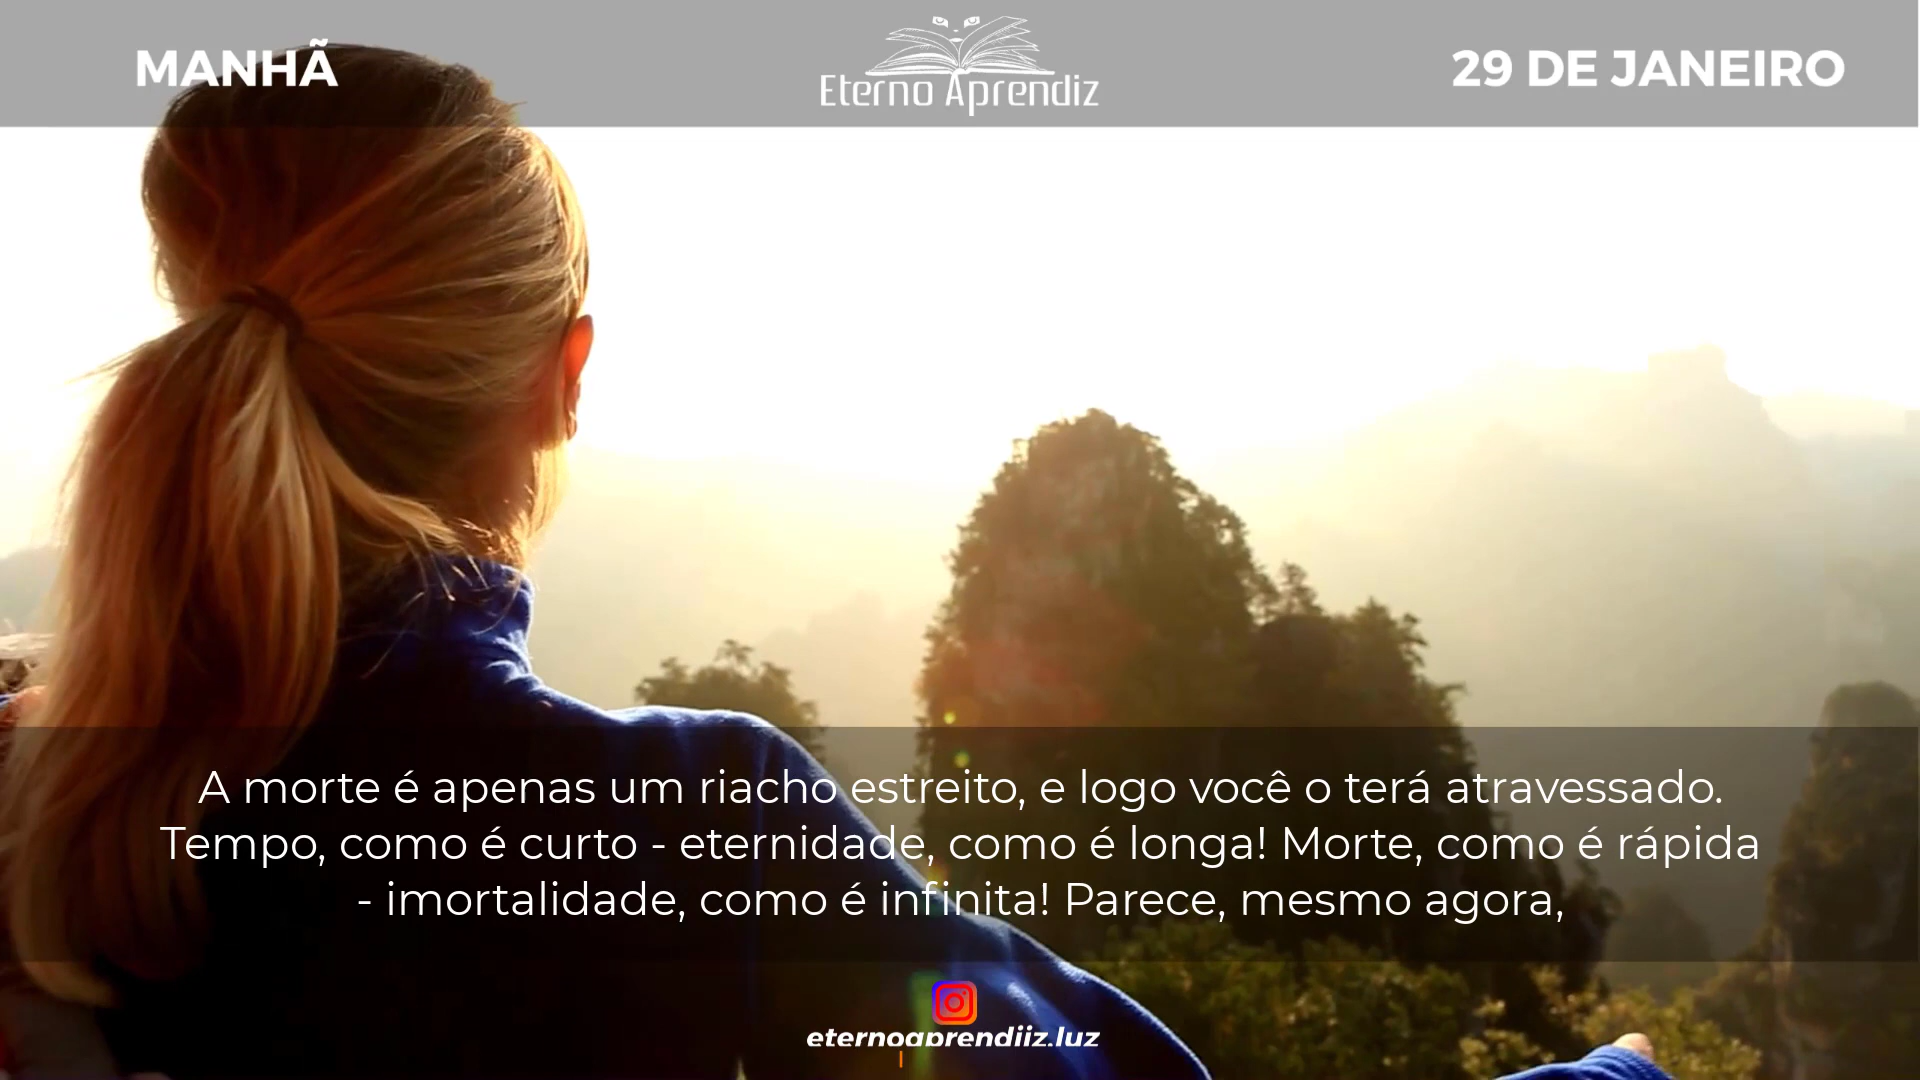 MANHÃ
Eterno Aprendiz
29 DE JANEIRO
A morte é apenas um riacho estreito, e logo você o terá atravessado.
Tempo, como é curto - eternidade, como é longa! Morte, como é rápida
- imortalidade, como é infinita! Parece, mesmo agora,
eternoaprendiiz.luz